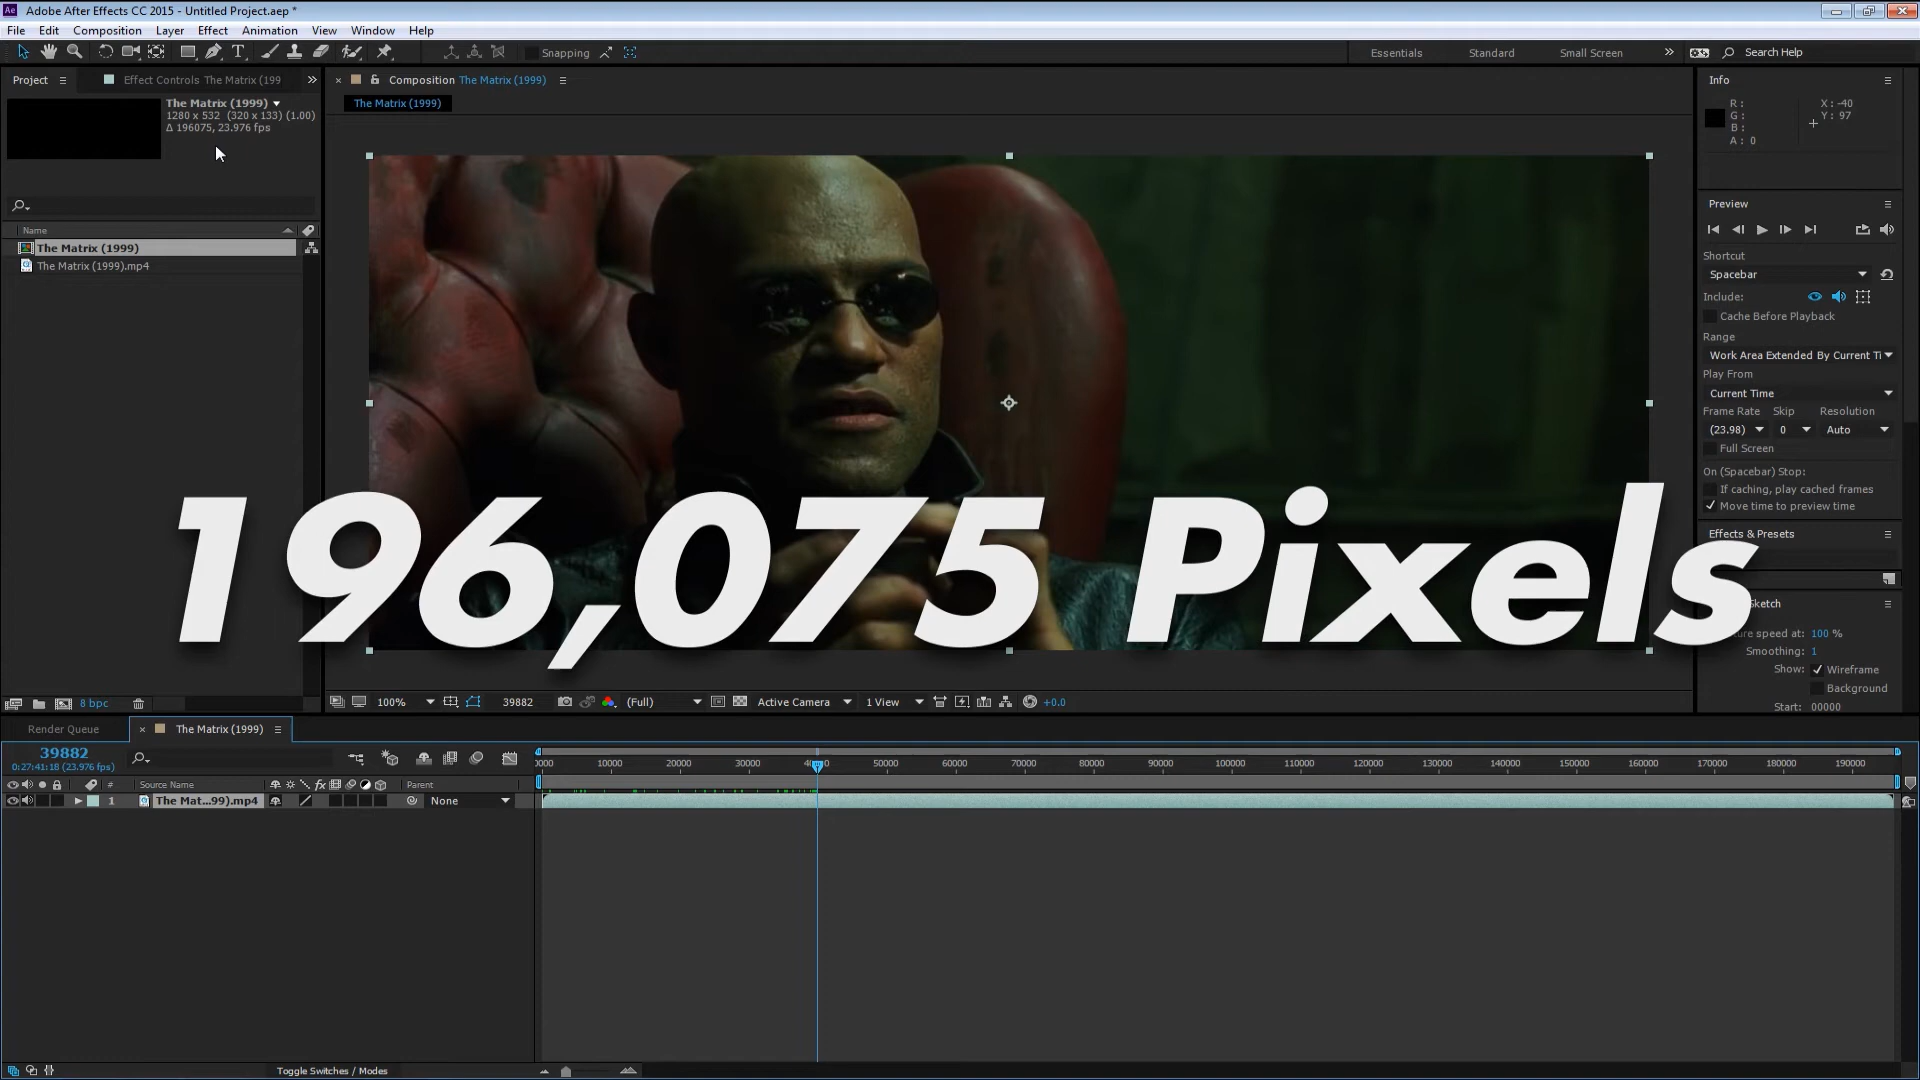 Adobe After Effects CC 2015 - Untitled Project.aep *
File Edit Composition Layer Effect Animation View Window Help
Snapping
Essentials Standard Small Screen Search Help
Project
Effect Controls The Matrix (199
Composition The Matrix (1999)
The Matrix (1999)
The Matrix (1999)
1280 x 532 (320 x 133) (1.00)
Δ 196075, 23.976 fps
Name
The Matrix (1999)
The Matrix (1999).mp4
196,075 Pixels
Info
R :
G :
B :
A : 0
X : -40
Y : 97
Preview
Shortcut
Spacebar
Include:
Cache Before Playback
Range
Work Area Extended By Current Ti
Play From
Current Time
Frame Rate Skip Resolution
(23.98) 0 Auto
Full Screen
On (Spacebar) Stop:
If caching, play cached frames
Move time to preview time
Effects & Presets
Sketch
speed at: 100 %
Smoothing: 1
Show: Wireframe
Background
Start: 00000
8 bpc
100% 39882 (Full) Active Camera 1 View +0.0
Render Queue
The Matrix (1999)
39882
0:27:41:18 (23.976 fps)
0000 10000 20000 30000 40000 50000 60000 70000 80000 90000 100000 110000 120000 130000 140000 150000 160000 170000 180000 190000
# Source Name fx Parent
1 The Mat...99).mp4 None
Toggle Switches / Modes